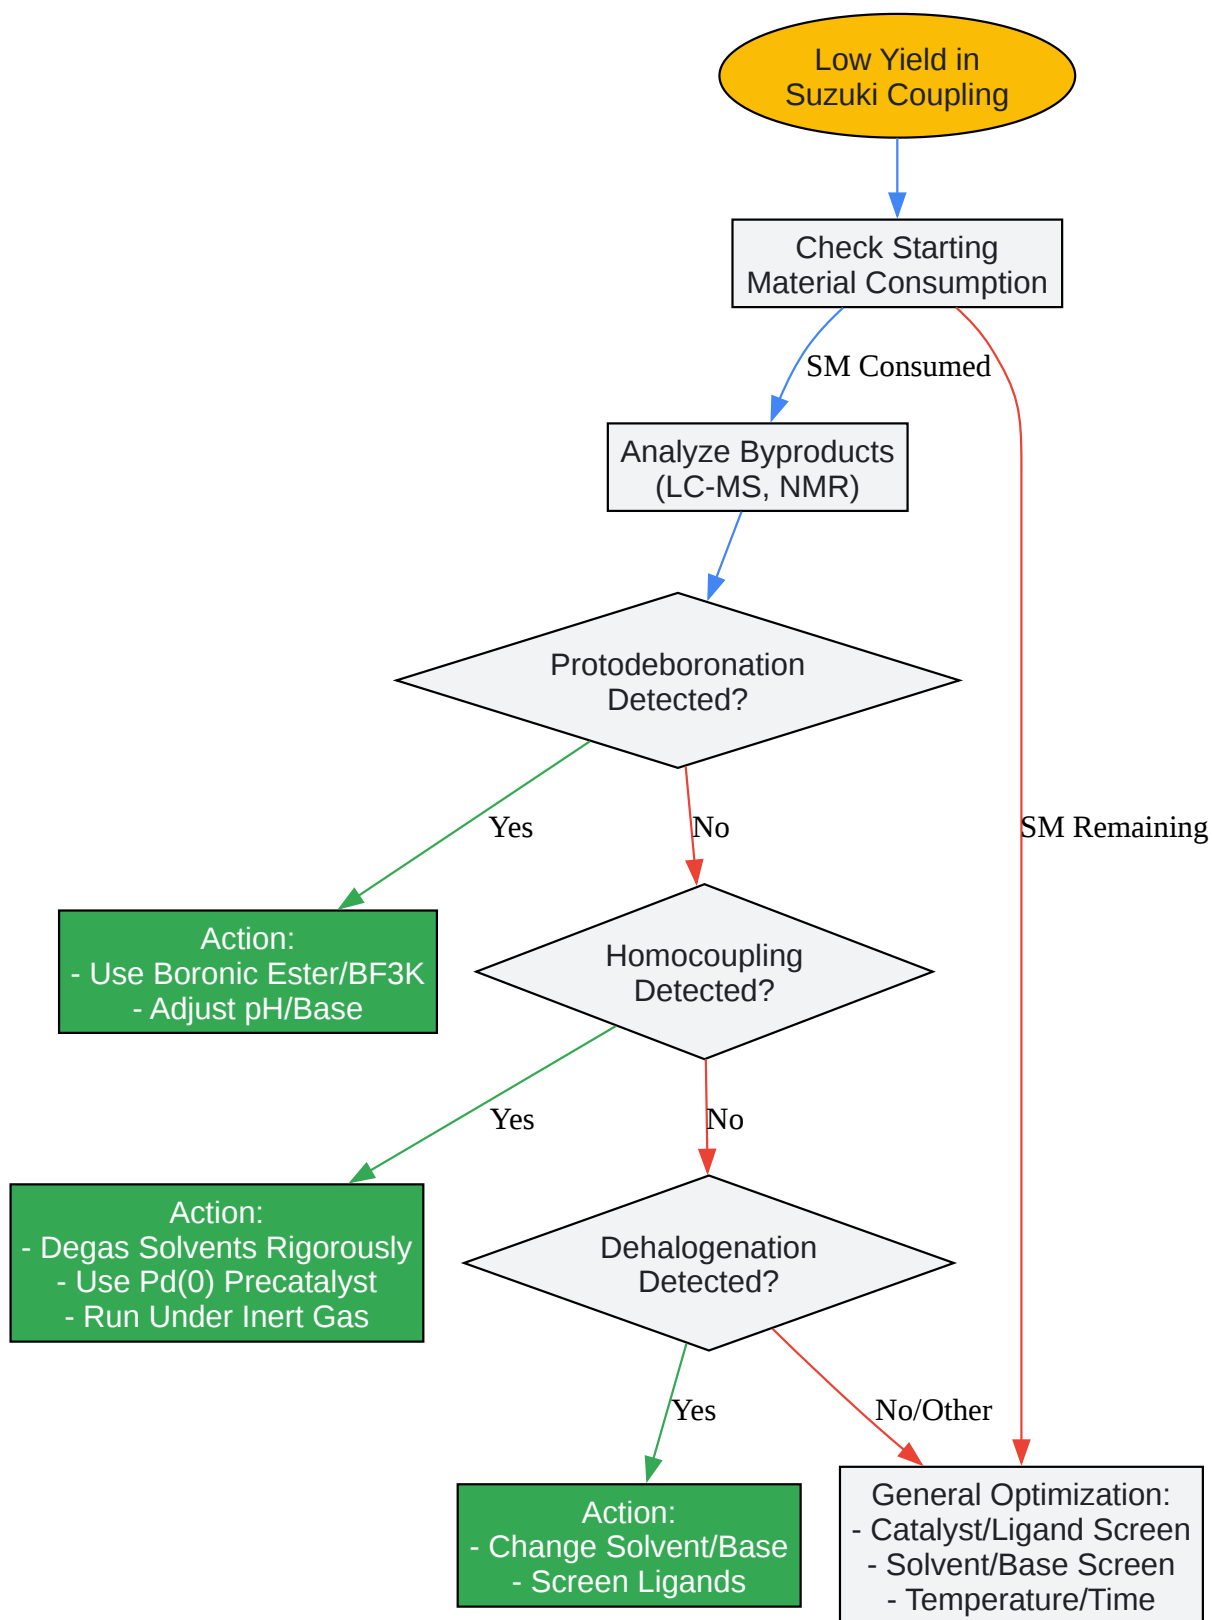 Low Yield in
Suzuki Coupling
Check Starting
Material Consumption
SM Consumed
Analyze Byproducts
(LC-MS, NMR)
Protodeboronation
Detected?
Yes
No
SM Remaining
Action:
- Use Boronic Ester/BF3K
- Adjust pH/Base
Homocoupling
Detected?
Yes
No
Action:
- Degas Solvents Rigorously
- Use Pd(0) Precatalyst
- Run Under Inert Gas
Dehalogenation
Detected?
Yes
No/Other
Action:
- Change Solvent/Base
- Screen Ligands
General Optimization:
- Catalyst/Ligand Screen
- Solvent/Base Screen
- Temperature/Time